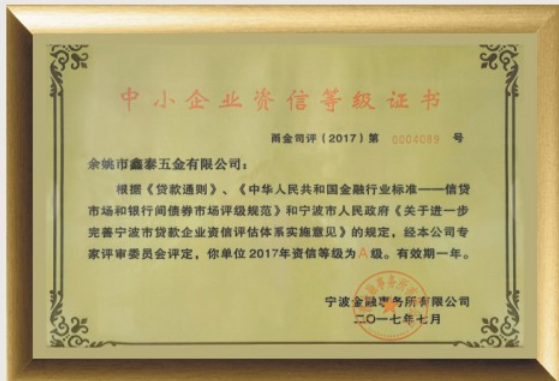 中小企业资信等级证书
甬金司评（2017）第 0004089 号
余姚市鑫泰五金有限公司：
根据《贷款通则》、《中华人民共和国金融行业标准——信贷
市场和银行间债券市场评级规范》和宁波市人民政府《关于进一步
完善宁波市贷款企业资信评估体系实施意见》的规定，经本公司专
家评审委员会评定，你单位2017年资信等级为A级。有效期一年。
宁波金融事务所有限公司
二〇一七年七月